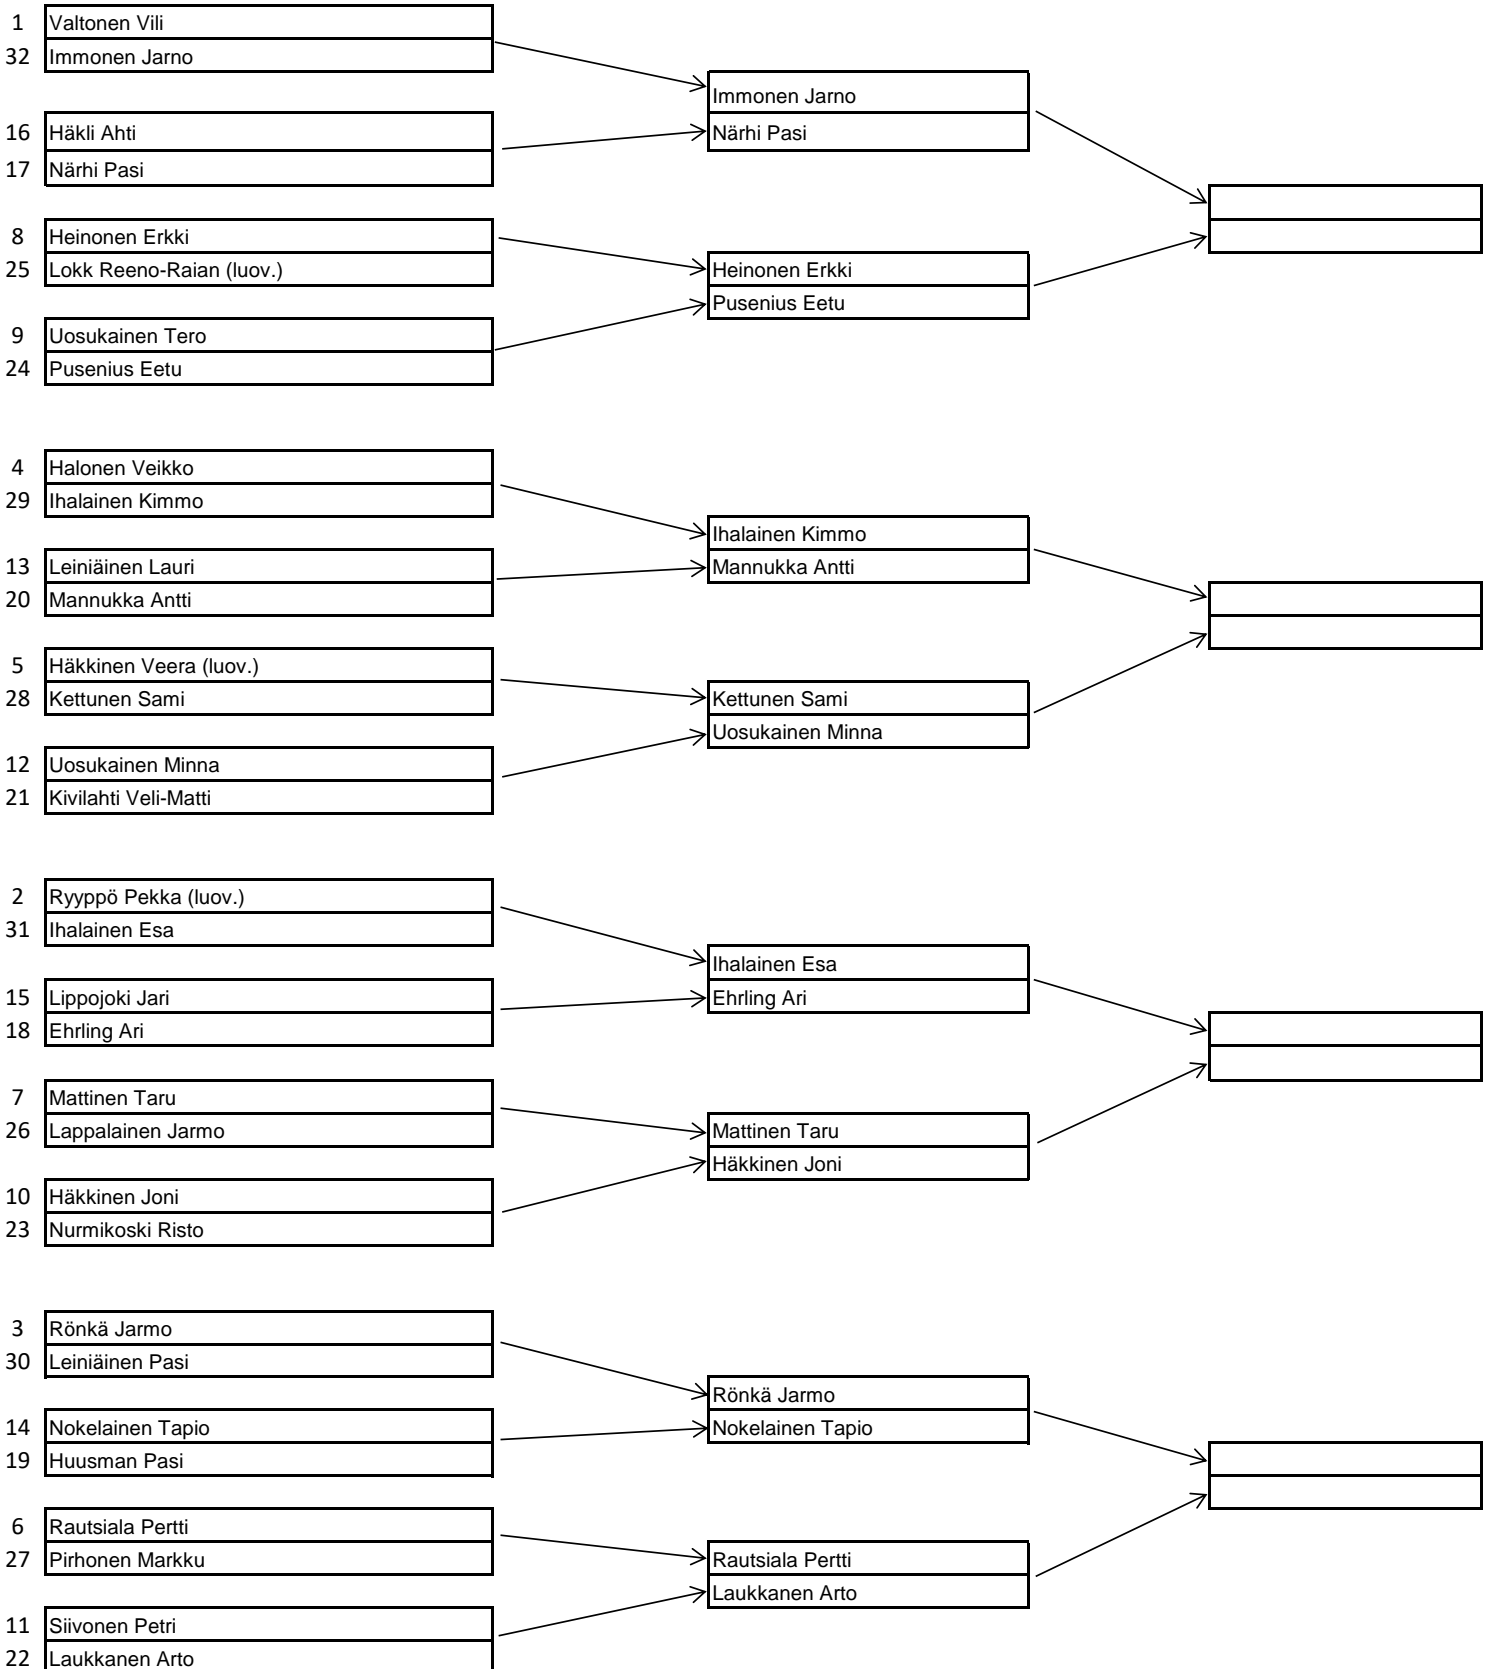 1 Valtonen Vili
32 Immonen Jarno
Immonen Jarno
16 Häkli Ahti
Närhi Pasi
17 Närhi Pasi
8 Heinonen Erkki
25 Lokk Reeno-Raian (luov.)
Heinonen Erkki
Pusenius Eetu
9 Uosukainen Tero
24 Pusenius Eetu
4 Halonen Veikko
29 Ihalainen Kimmo
Ihalainen Kimmo
13 Leiniäinen Lauri
Mannukka Antti
20 Mannukka Antti
5 Häkkinen Veera (luov.)
28 Kettunen Sami
Kettunen Sami
Uosukainen Minna
12 Uosukainen Minna
21 Kivilahti Veli-Matti
2 Ryyppö Pekka (luov.)
31 Ihalainen Esa
Ihalainen Esa
15 Lippojoki Jari
Ehrling Ari
18 Ehrling Ari
7 Mattinen Taru
26 Lappalainen Jarmo
Mattinen Taru
Häkkinen Joni
10 Häkkinen Joni
23 Nurmikoski Risto
3 Rönkä Jarmo
30 Leiniäinen Pasi
Rönkä Jarmo
14 Nokelainen Tapio
Nokelainen Tapio
19 Huusman Pasi
6 Rautsiala Pertti
27 Pirhonen Markku
Rautsiala Pertti
Laukkanen Arto
11 Siivonen Petri
22 Laukkanen Arto